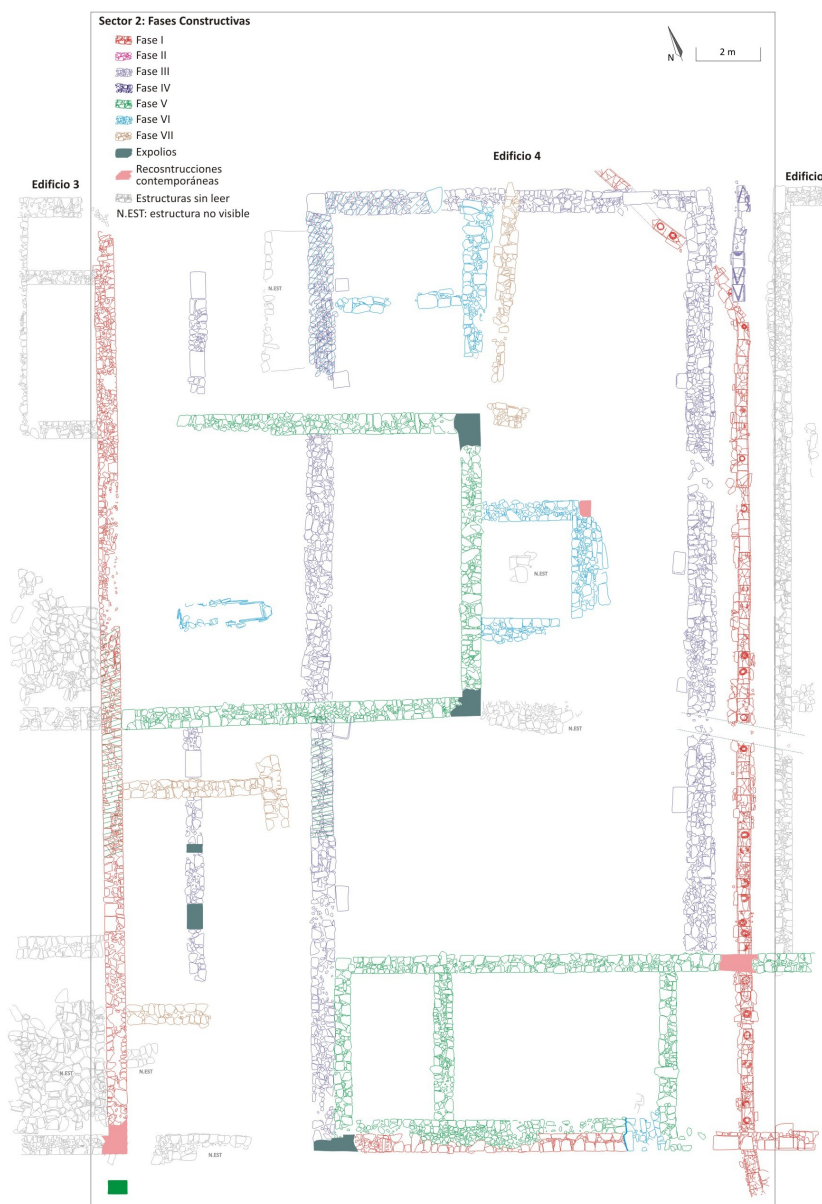 Sector 2: Fases Constructivas
Fase I
Fase II
Fase III
Fase IV
Fase V
Fase VI
Fase VII
Expolios
Recosntrucciones
contemporáneas
Estructuras sin leer
N.EST: estructura no visible
N
2 m
Edificio 3
Edificio 4
Edificio
N.EST
N.EST
N.EST
N.EST
N.EST
N.EST